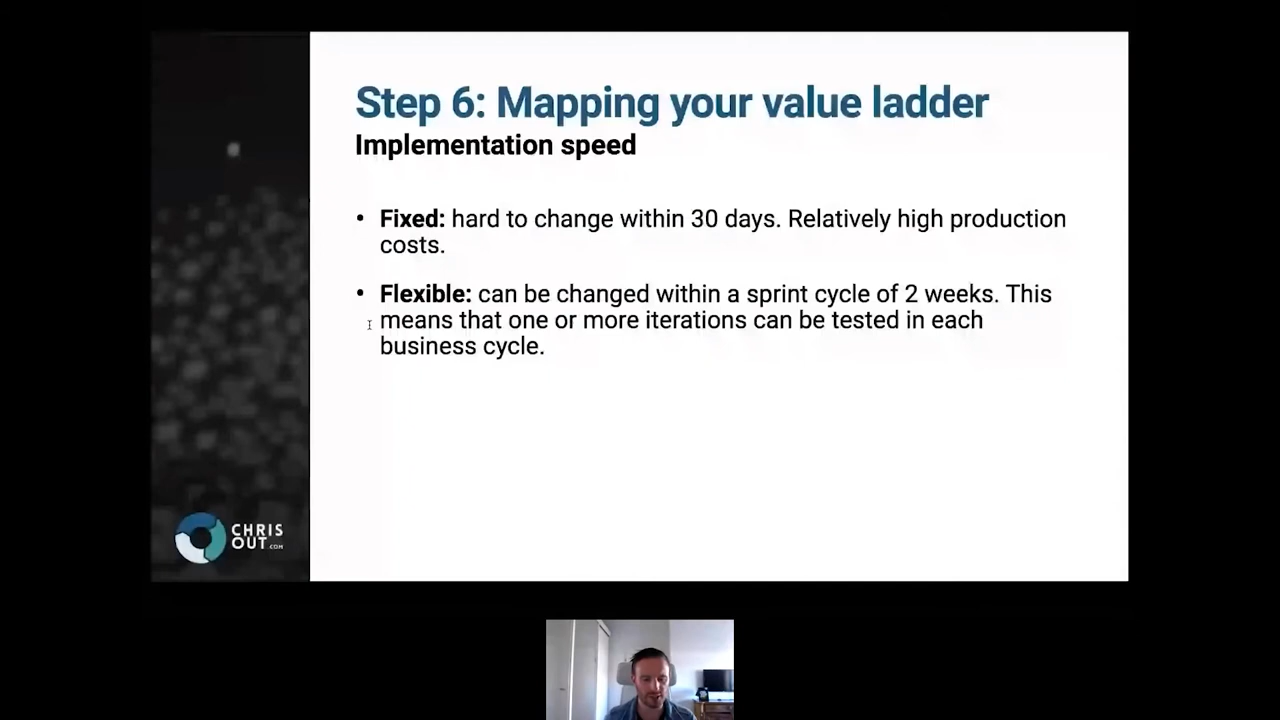 Step 6: Mapping your value ladder
Implementation speed
• Fixed: hard to change within 30 days. Relatively high production
costs.
• Flexible: can be changed within a sprint cycle of 2 weeks. This
means that one or more iterations can be tested in each
business cycle.
CHRIS
OUT.COM